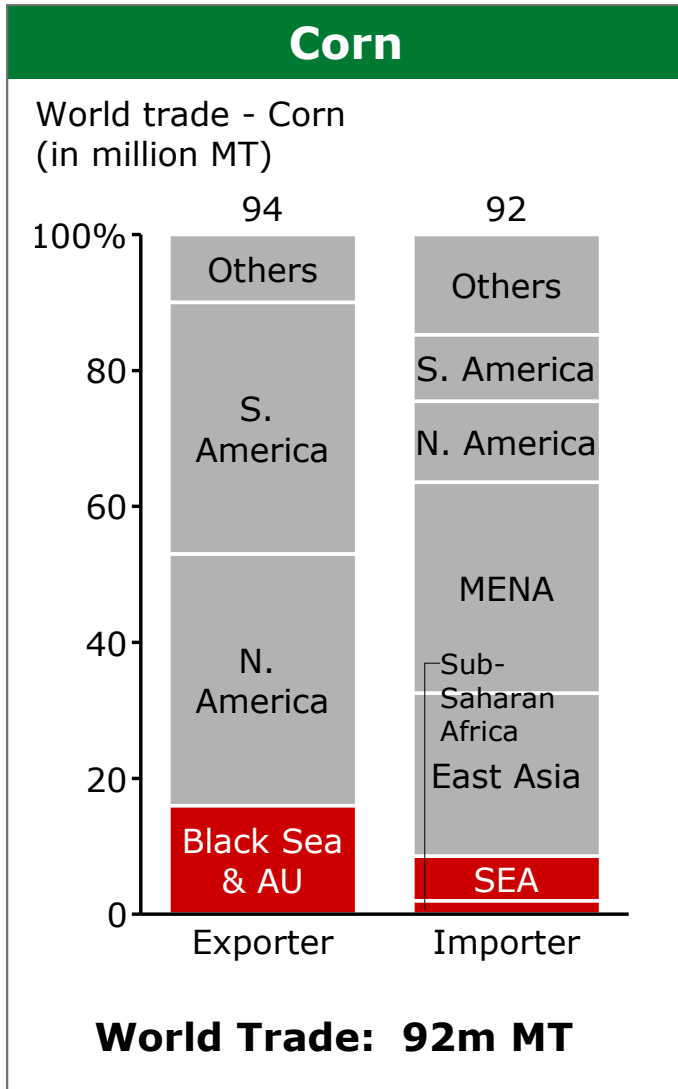 Corn
World trade - Corn
(in million MT)
94
92
100%
80
60
40
20
0
Others
S.
America
N.
America
Black Sea
& AU
Others
S. America
N. America
MENA
Sub-
Saharan
Africa
East Asia
SEA
Exporter
Importer
World Trade: 92m MT